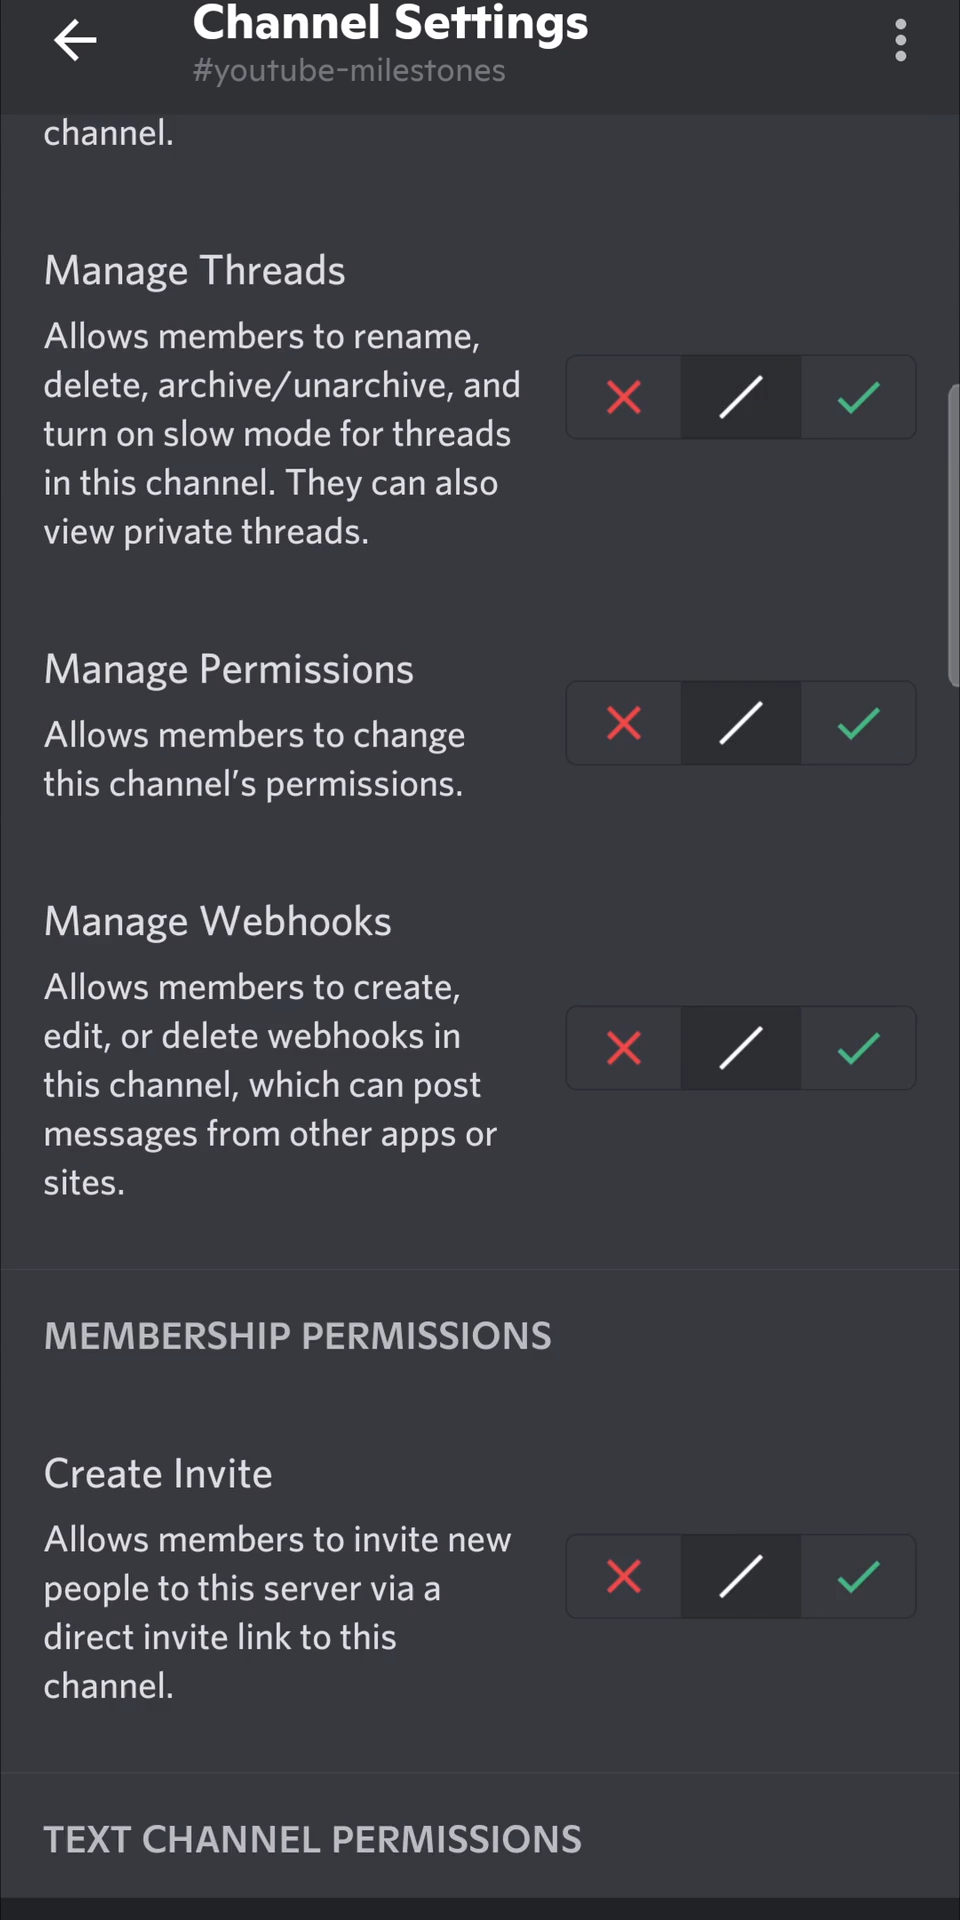 Channel Settings
#youtube-milestones
channel.
Manage Threads
Allows members to rename,
delete, archive/unarchive, and
turn on slow mode for threads
in this channel. They can also
view private threads.
Manage Permissions
Allows members to change
this channel’s permissions.
Manage Webhooks
Allows members to create,
edit, or delete webhooks in
this channel, which can post
messages from other apps or
sites.
MEMBERSHIP PERMISSIONS
Create Invite
Allows members to invite new
people to this server via a
direct invite link to this
channel.
TEXT CHANNEL PERMISSIONS